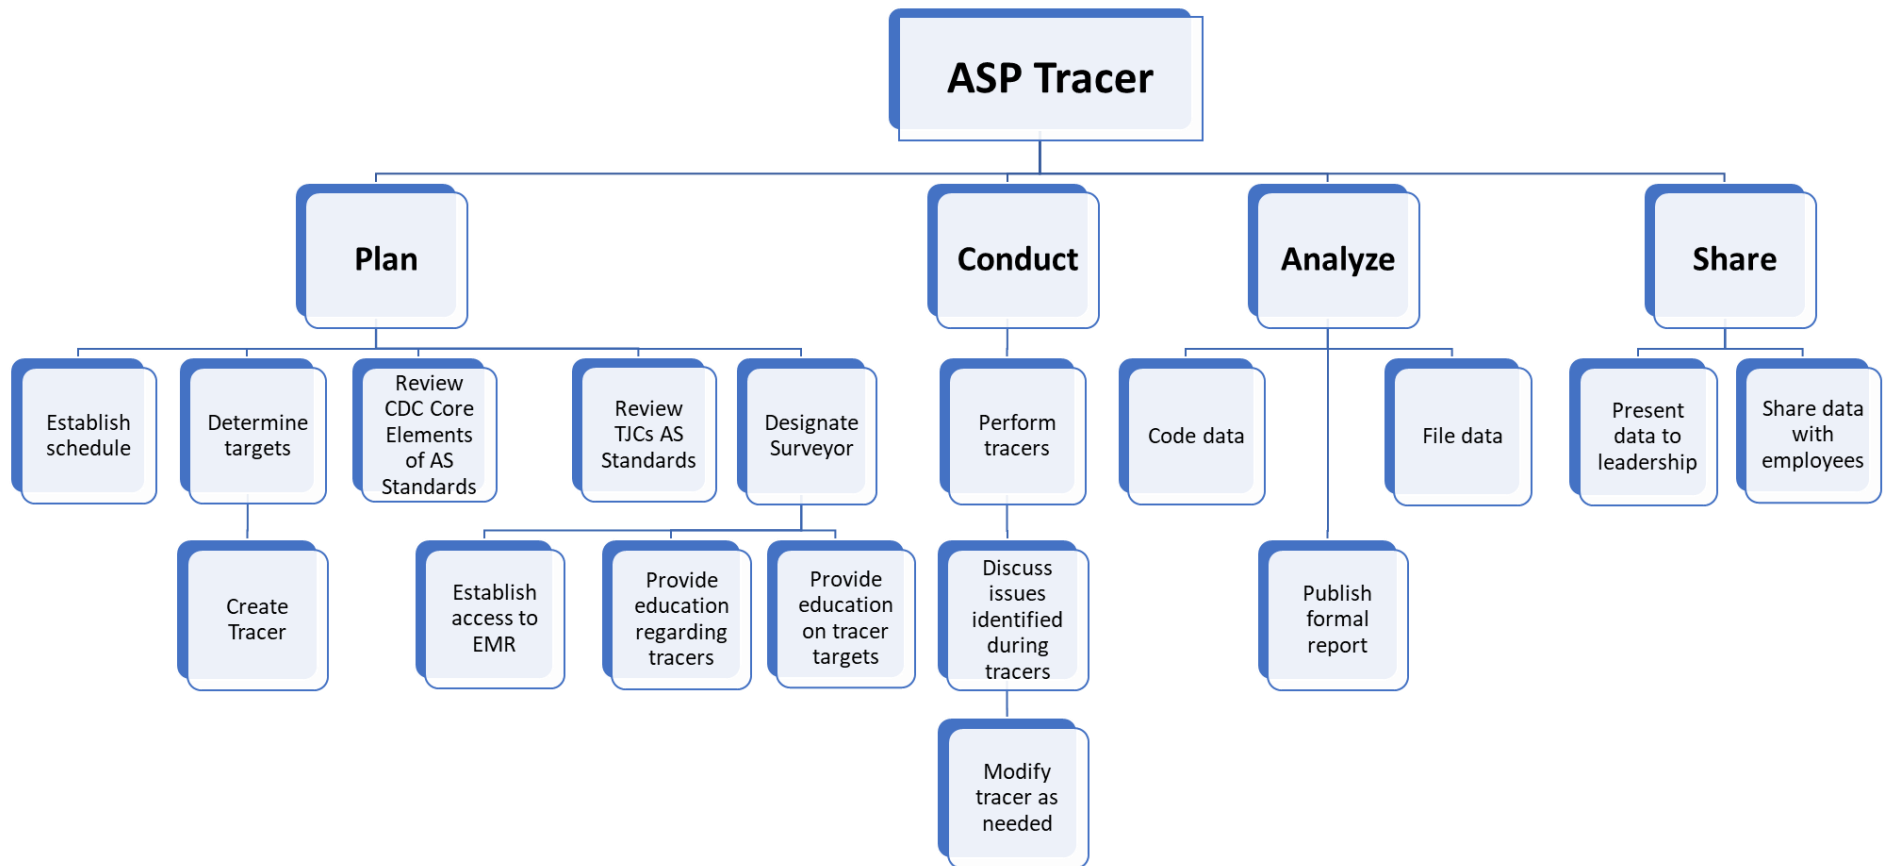 ASP Tracer
Plan
Conduct
Analyze
Share
Establish
schedule
Determine
targets
Review
CDC Core
Elements
of AS
Standards
Review
TJCs AS
Standards
Designate
Surveyor
Perform
tracers
Code data
File data
Present
data to
leadership
Share data
with
employees
Create
Tracer
Establish
access to
EMR
Provide
education
regarding
tracers
Provide
education
on tracer
targets
Discuss
issues
identified
during
tracers
Publish
formal
report
Modify
tracer as
needed